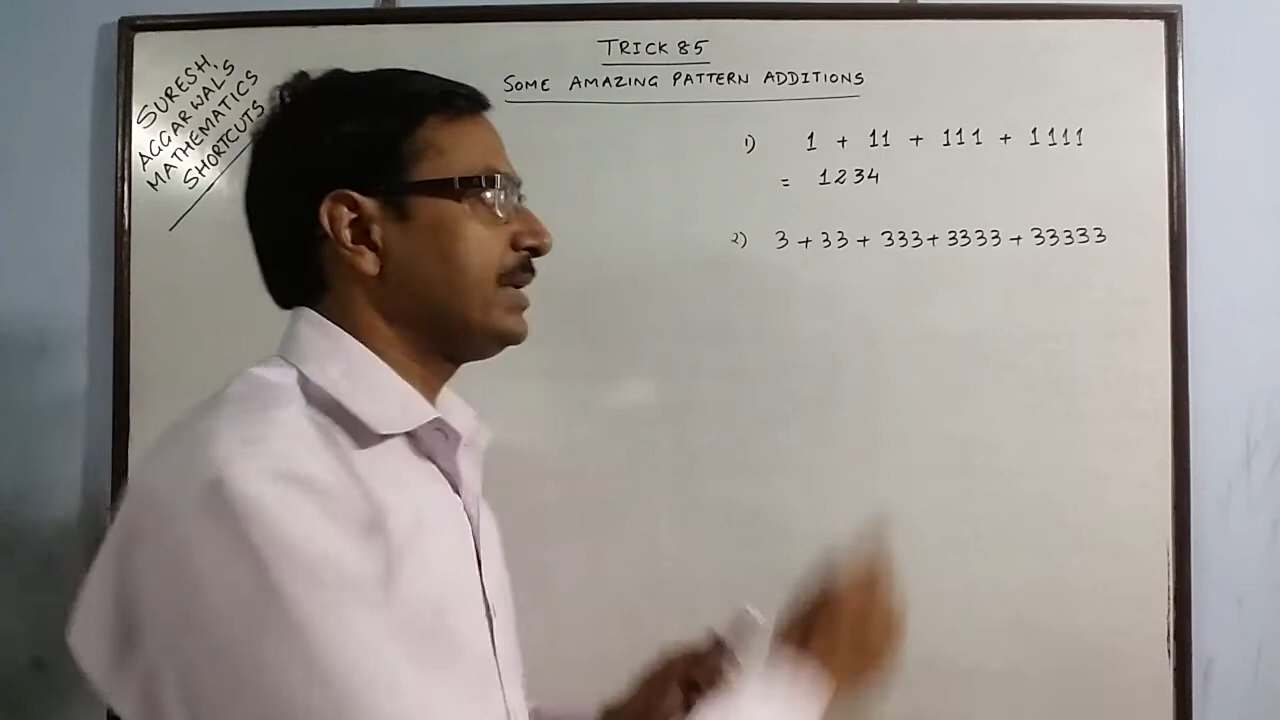 TRICK 85
SOME AMAZING PATTERN ADDITIONS
SURESH
AGGARWAL'S
MATHEMATICS
SHORTCUTS
1) 1 + 11 + 111 + 1111
= 1234
2) 3 + 33 + 333 + 3333 + 33333